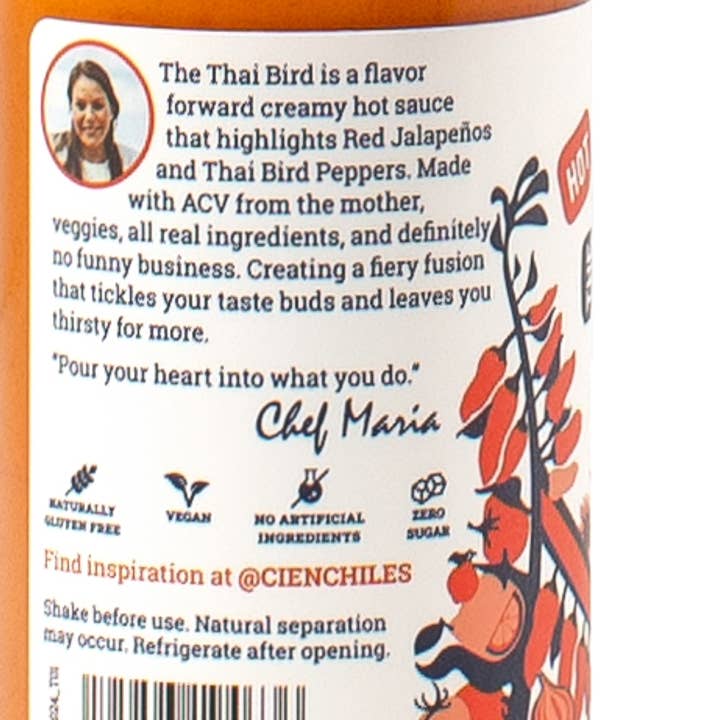 The Thai Bird is a flavor
forward creamy hot sauce
that highlights Red Jalapeños
and Thai Bird Peppers. Made
with ACV from the mother,
veggies, all real ingredients, and definitely
no funny business. Creating a fiery fusion
that tickles your taste buds and leaves you
thirsty for more.
"Pour your heart into what you do."
Chef Maria
NATURALLY
GLUTEN FREE
VEGAN
NO ARTIFICIAL
INGREDIENTS
ZERO
SUGAR
Find inspiration at @CIENCHILES
Shake before use. Natural separation
may occur. Refrigerate after opening.
HOT